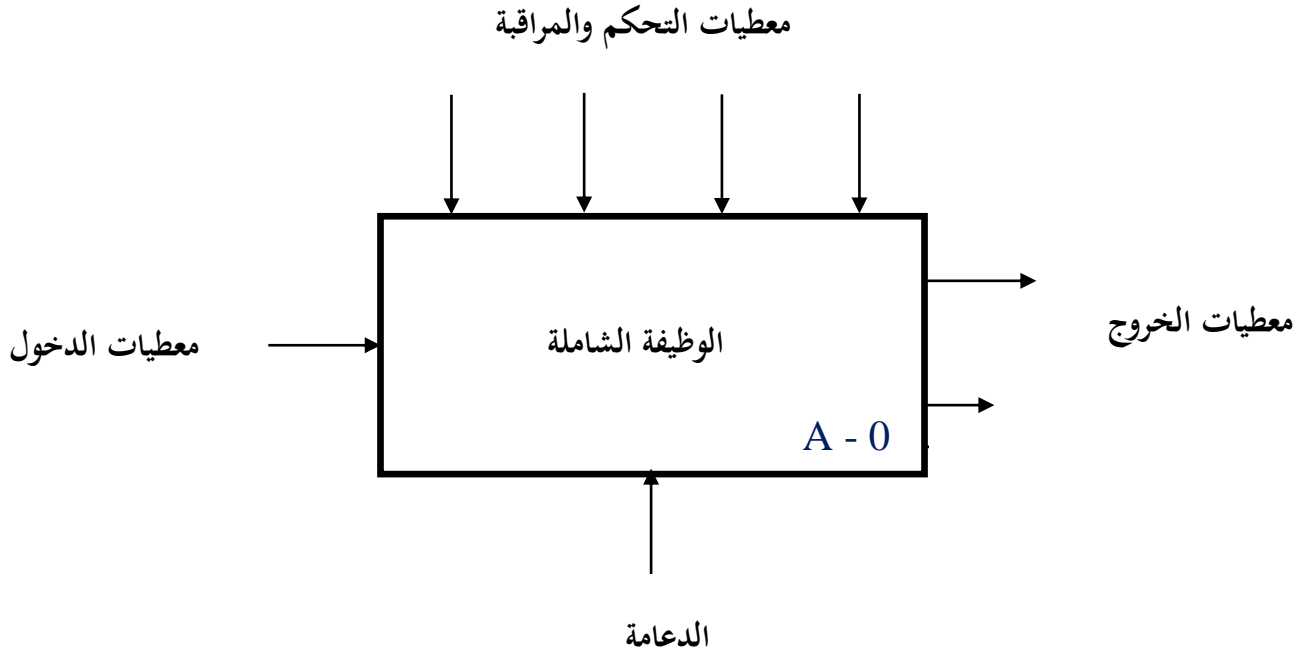 معطيات التحكم والمراقبة
معطيات الخروج
الوظيفة الشاملة
معطيات الدخول
A - 0
الدعامة